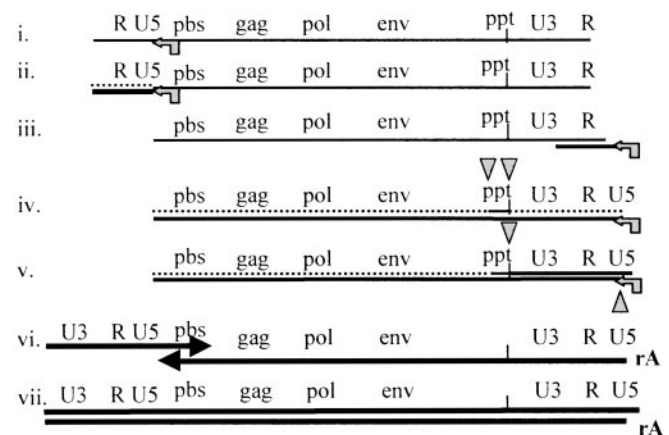 i. R U5 pbs gag pol env ppt U3 R
ii. R U5 pbs gag pol env ppt U3 R
iii. pbs gag pol env ppt U3 R
iv. pbs gag pol env ppt U3 R U5
v. pbs gag pol env ppt U3 R U5
vi. U3 R U5 pbs gag pol env U3 R U5 rA
vii. U3 R U5 pbs gag pol env U3 R U5 rA